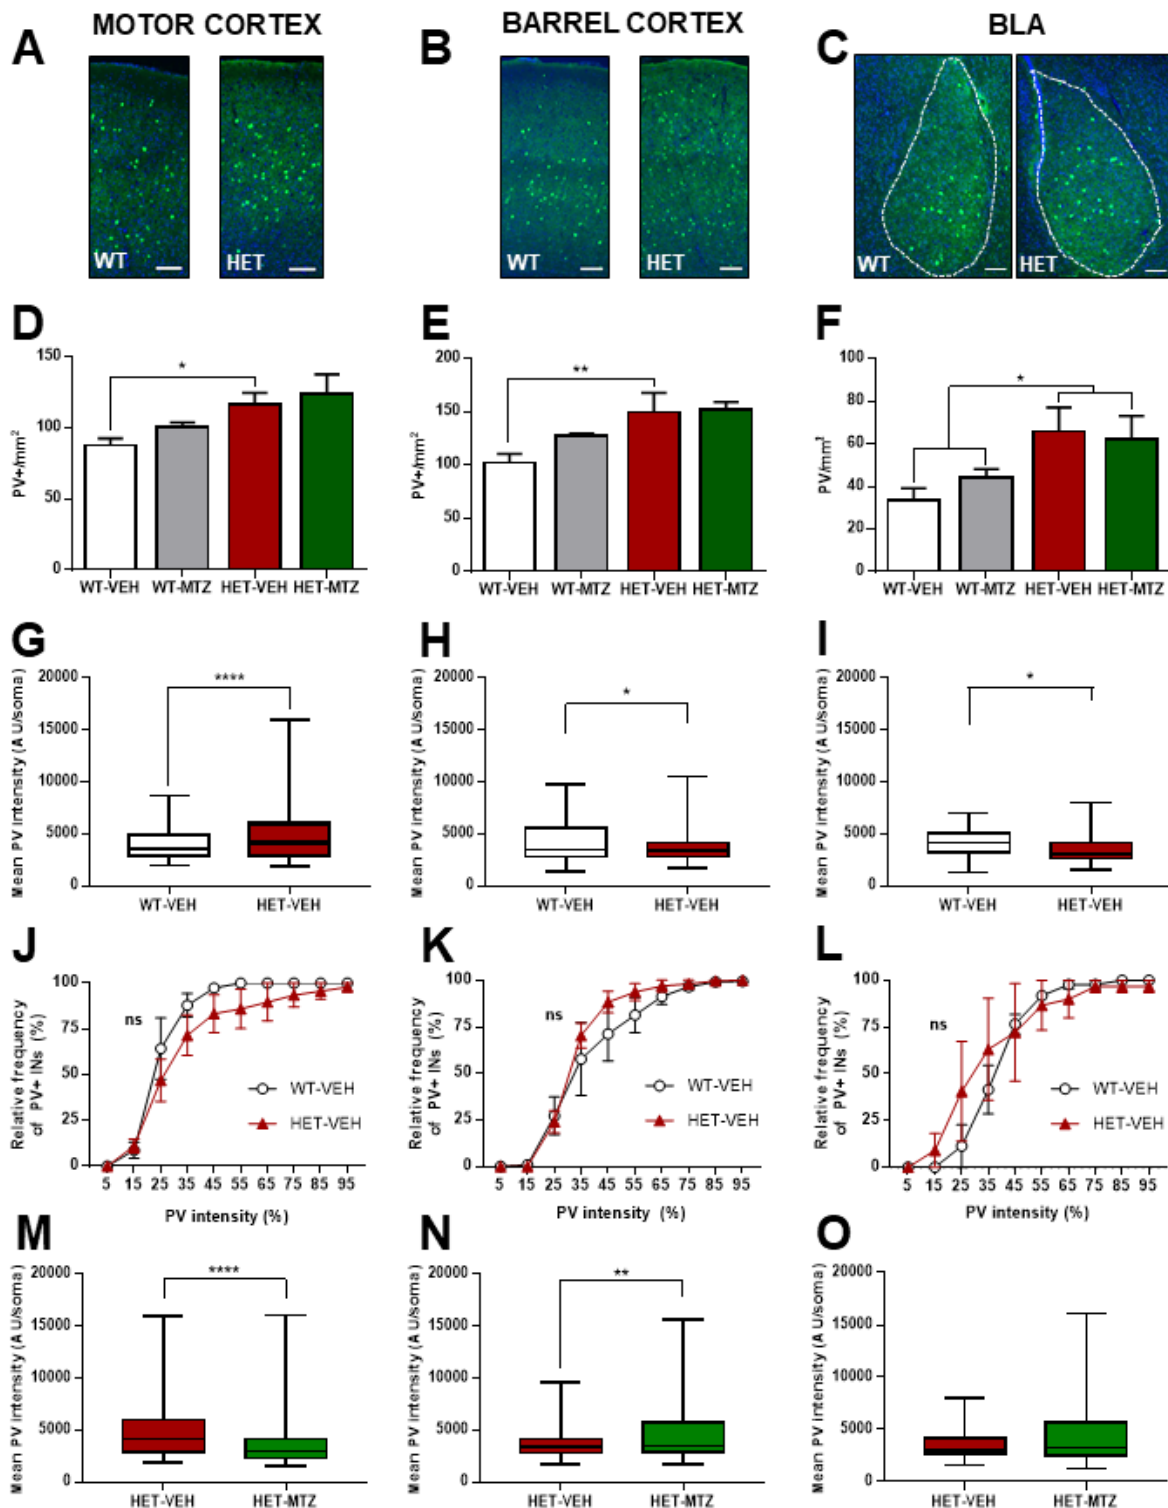 MOTOR CORTEX
BARREL CORTEX
BLA
A
B
C
WT
HET
WT
HET
WT
HET
D
E
F
PV+/mm²
150
100
50
0
*
WT-VEH WT-MTZ HET-VEH HET-MTZ
PV+/mm²
200
150
100
50
0
**
WT-VEH WT-MTZ HET-VEH HET-MTZ
PV/mm²
100
80
60
40
20
0
*
WT-VEH WT-MTZ HET-VEH HET-MTZ
G
H
I
Mean PV intensity (AU/soma)
20000
15000
10000
5000
0
****
WT-VEH HET-VEH
Mean PV intensity (AU/soma)
20000
15000
10000
5000
0
*
WT-VEH HET-VEH
Mean PV intensity (AU/soma)
20000
15000
10000
5000
0
*
WT-VEH HET-VEH
J
K
L
Relative frequency
of PV+ INs (%)
100
75
50
25
0
ns
WT-VEH
HET-VEH
5 15 25 35 45 55 65 75 85 95
PV intensity (%)
Relative frequency
of PV+ INs (%)
100
75
50
25
0
ns
WT-VEH
HET-VEH
5 15 25 35 45 55 65 75 85 95
PV intensity (%)
Relative frequency
of PV+ INs (%)
100
75
50
25
0
ns
WT-VEH
HET-VEH
5 15 25 35 45 55 65 75 85 95
PV intensity (%)
M
N
O
Mean PV intensity (AU/soma)
20000
15000
10000
5000
0
****
HET-VEH HET-MTZ
Mean PV intensity (AU/soma)
20000
15000
10000
5000
0
**
HET-VEH HET-MTZ
Mean PV intensity (AU/soma)
20000
15000
10000
5000
0
HET-VEH HET-MTZ